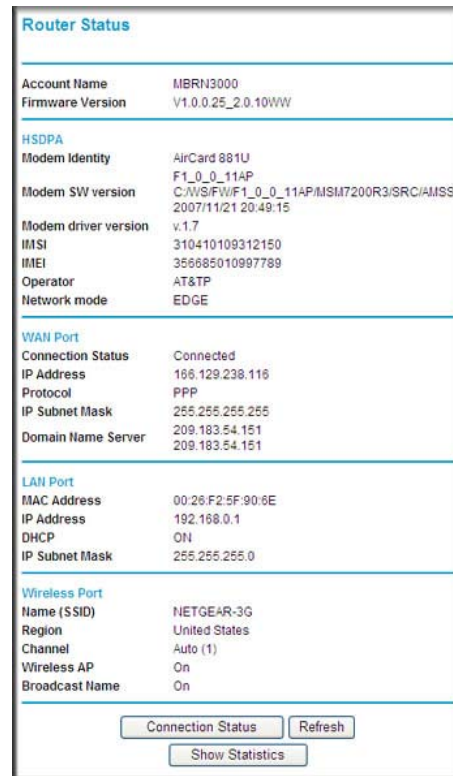 Router Status
Account Name MBRN3000
Firmware Version V1.0.0.25_2.0.10WW
HSDPA
Modem Identity AirCard 881U
F1_0_0_11AP
Modem SW version C:/WS/FW/F1_0_0_11AP/MSM7200R3/SRC/AMSS
2007/11/21 20:49:15
Modem driver version v.1.7
IMSI 310410109312150
IMEI 356685010997789
Operator AT&TP
Network mode EDGE
WAN Port
Connection Status Connected
IP Address 166.129.238.116
Protocol PPP
IP Subnet Mask 255.255.255.255
Domain Name Server 209.183.54.151
209.183.54.151
LAN Port
MAC Address 00:26:F2:5F:90:6E
IP Address 192.168.0.1
DHCP ON
IP Subnet Mask 255.255.255.0
Wireless Port
Name (SSID) NETGEAR-3G
Region United States
Channel Auto (1)
Wireless AP On
Broadcast Name On
Connection Status Refresh
Show Statistics